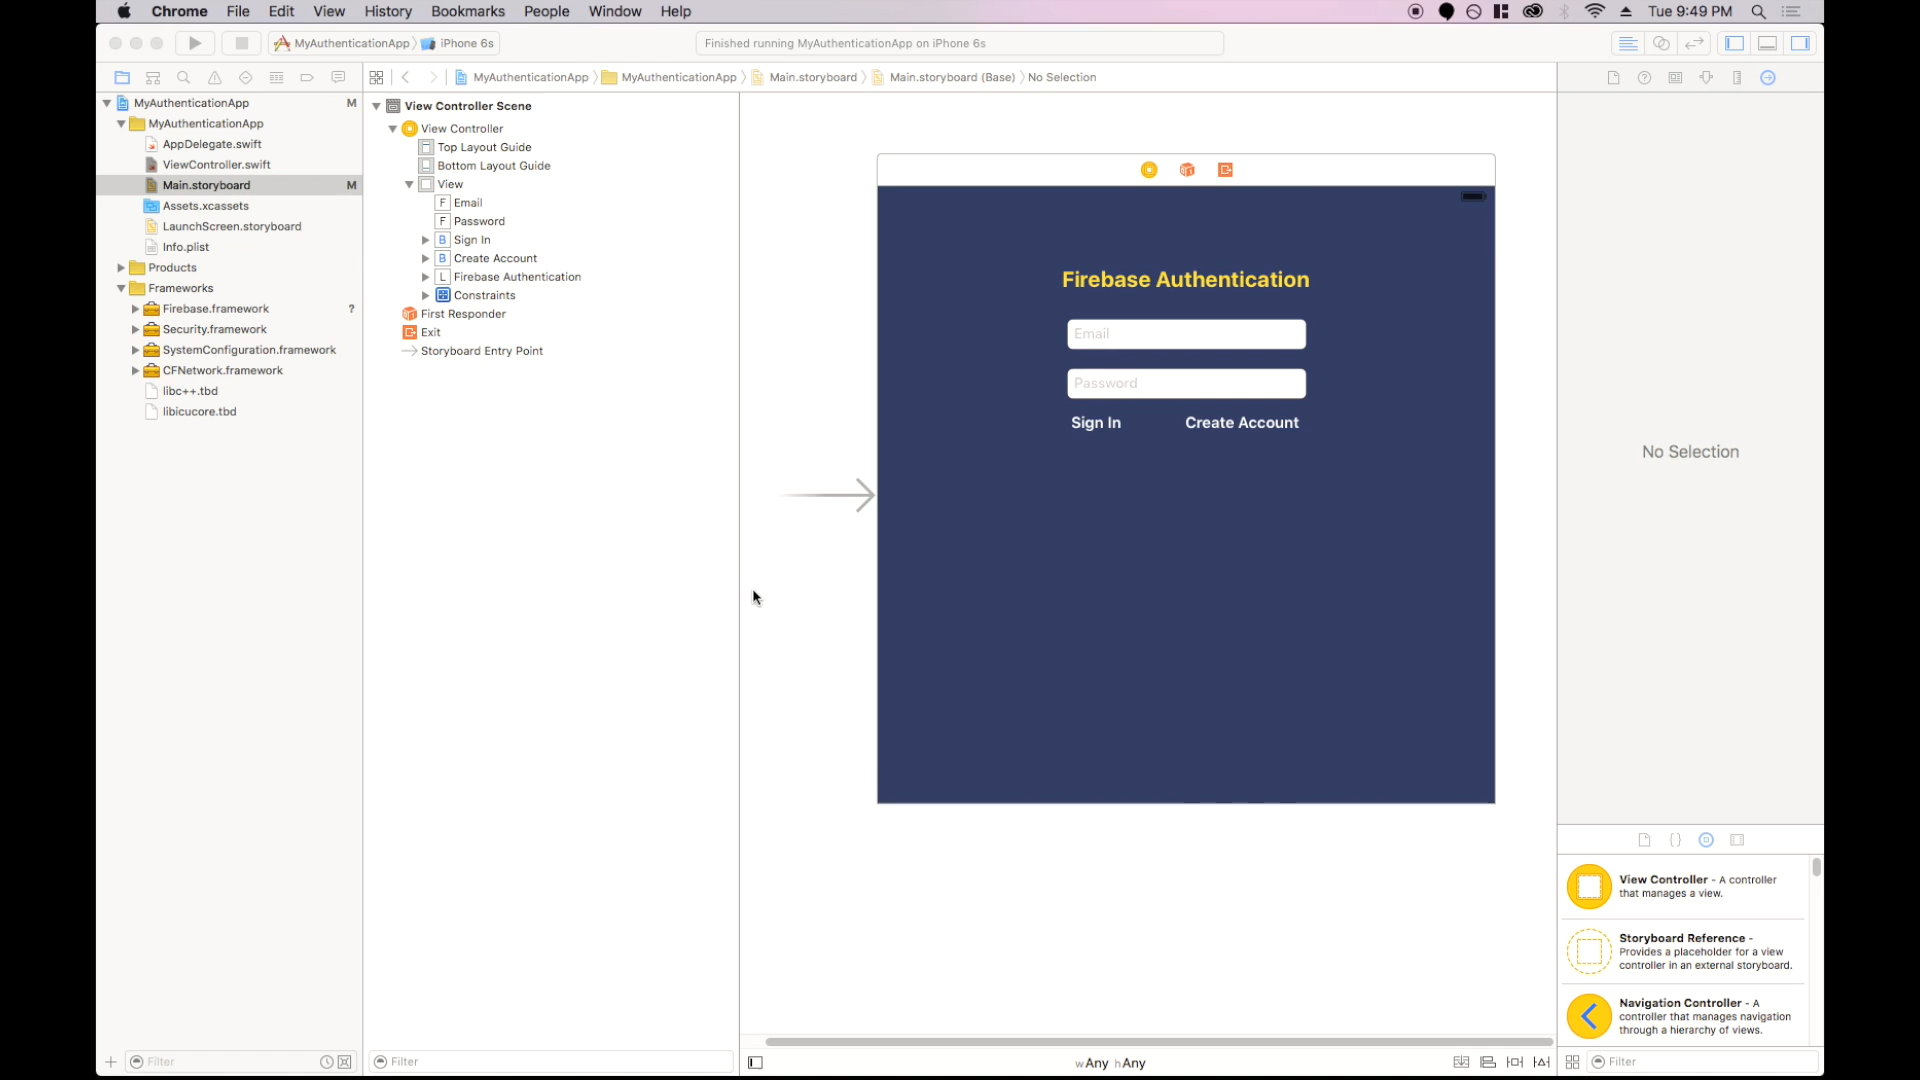 Chrome File Edit View History Bookmarks People Window Help Tue 9:49 PM
MyAuthenticationApp iPhone 6s
Finished running MyAuthenticationApp on iPhone 6s
MyAuthenticationApp MyAuthenticationApp Main.storyboard Main.storyboard (Base) No Selection
MyAuthenticationApp M
MyAuthenticationApp
AppDelegate.swift
ViewController.swift
Main.storyboard M
Assets.xcassets
LaunchScreen.storyboard
Info.plist
Products
Frameworks
Firebase.framework ?
Security.framework
SystemConfiguration.framework
CFNetwork.framework
libc++.tbd
libicucore.tbd
Filter
View Controller Scene
View Controller
Top Layout Guide
Bottom Layout Guide
View
F Email
F Password
B Sign In
B Create Account
L Firebase Authentication
Constraints
First Responder
Exit
Storyboard Entry Point
Filter
Firebase Authentication
Email
Password
Sign In Create Account
wAny hAny
No Selection
View Controller - A controller
that manages a view.
Storyboard Reference -
Provides a placeholder for a view
controller in an external storyboard.
Navigation Controller - A
controller that manages navigation
through a hierarchy of views.
Filter